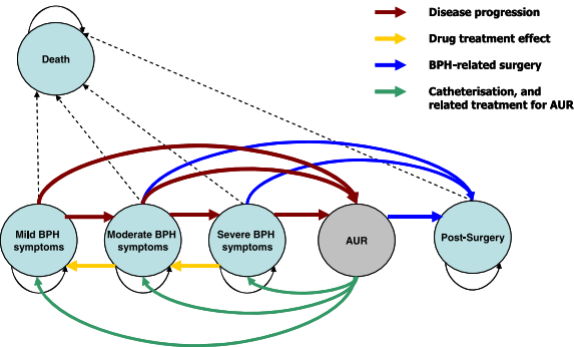 Death
Disease progression
Drug treatment effect
BPH-related surgery
Catheterisation, and
related treatment for AUR
Mild BPH
symptoms
Moderate BPH
symptoms
Severe BPH
symptoms
AUR
Post-Surgery